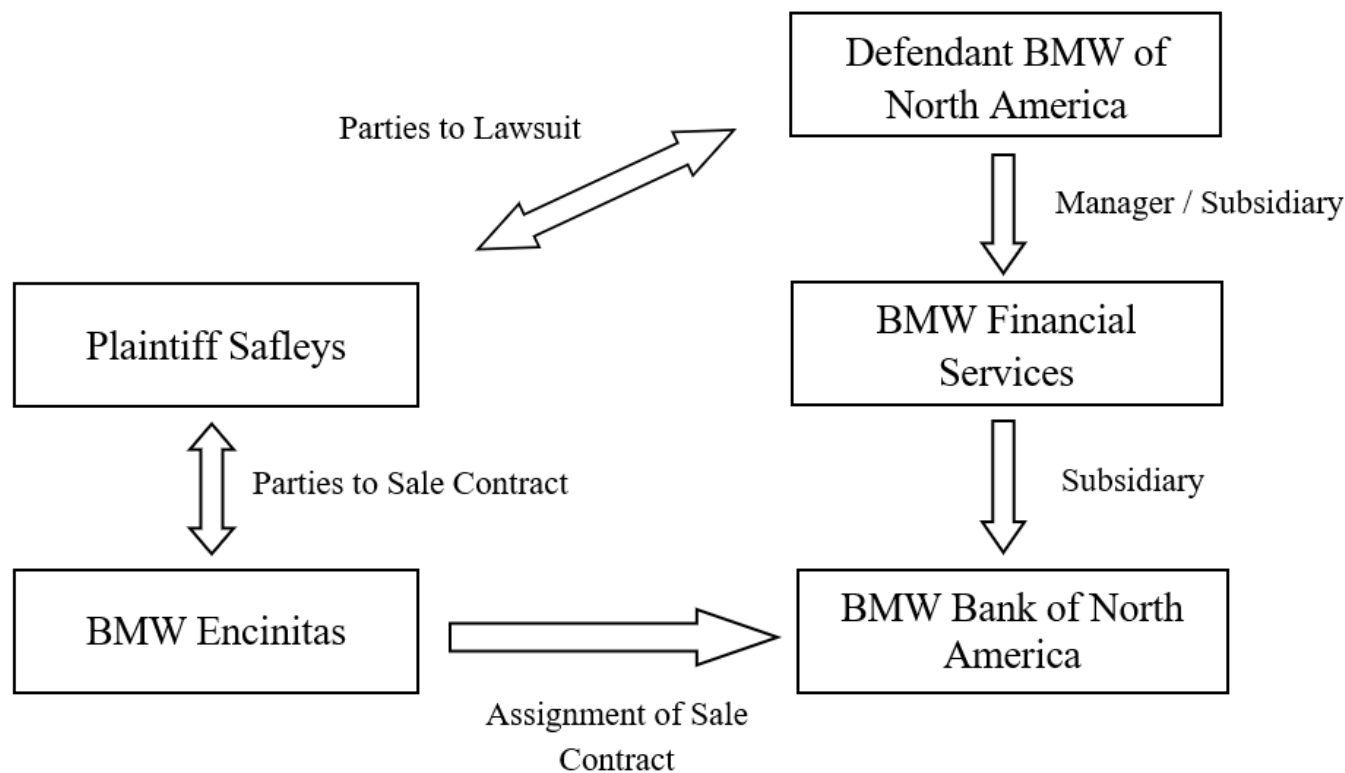 Defendant BMW of
North America
Parties to Lawsuit
Manager / Subsidiary
Plaintiff Safleys
BMW Financial
Services
Parties to Sale Contract
Subsidiary
BMW Encinitas
BMW Bank of North
America
Assignment of Sale
Contract